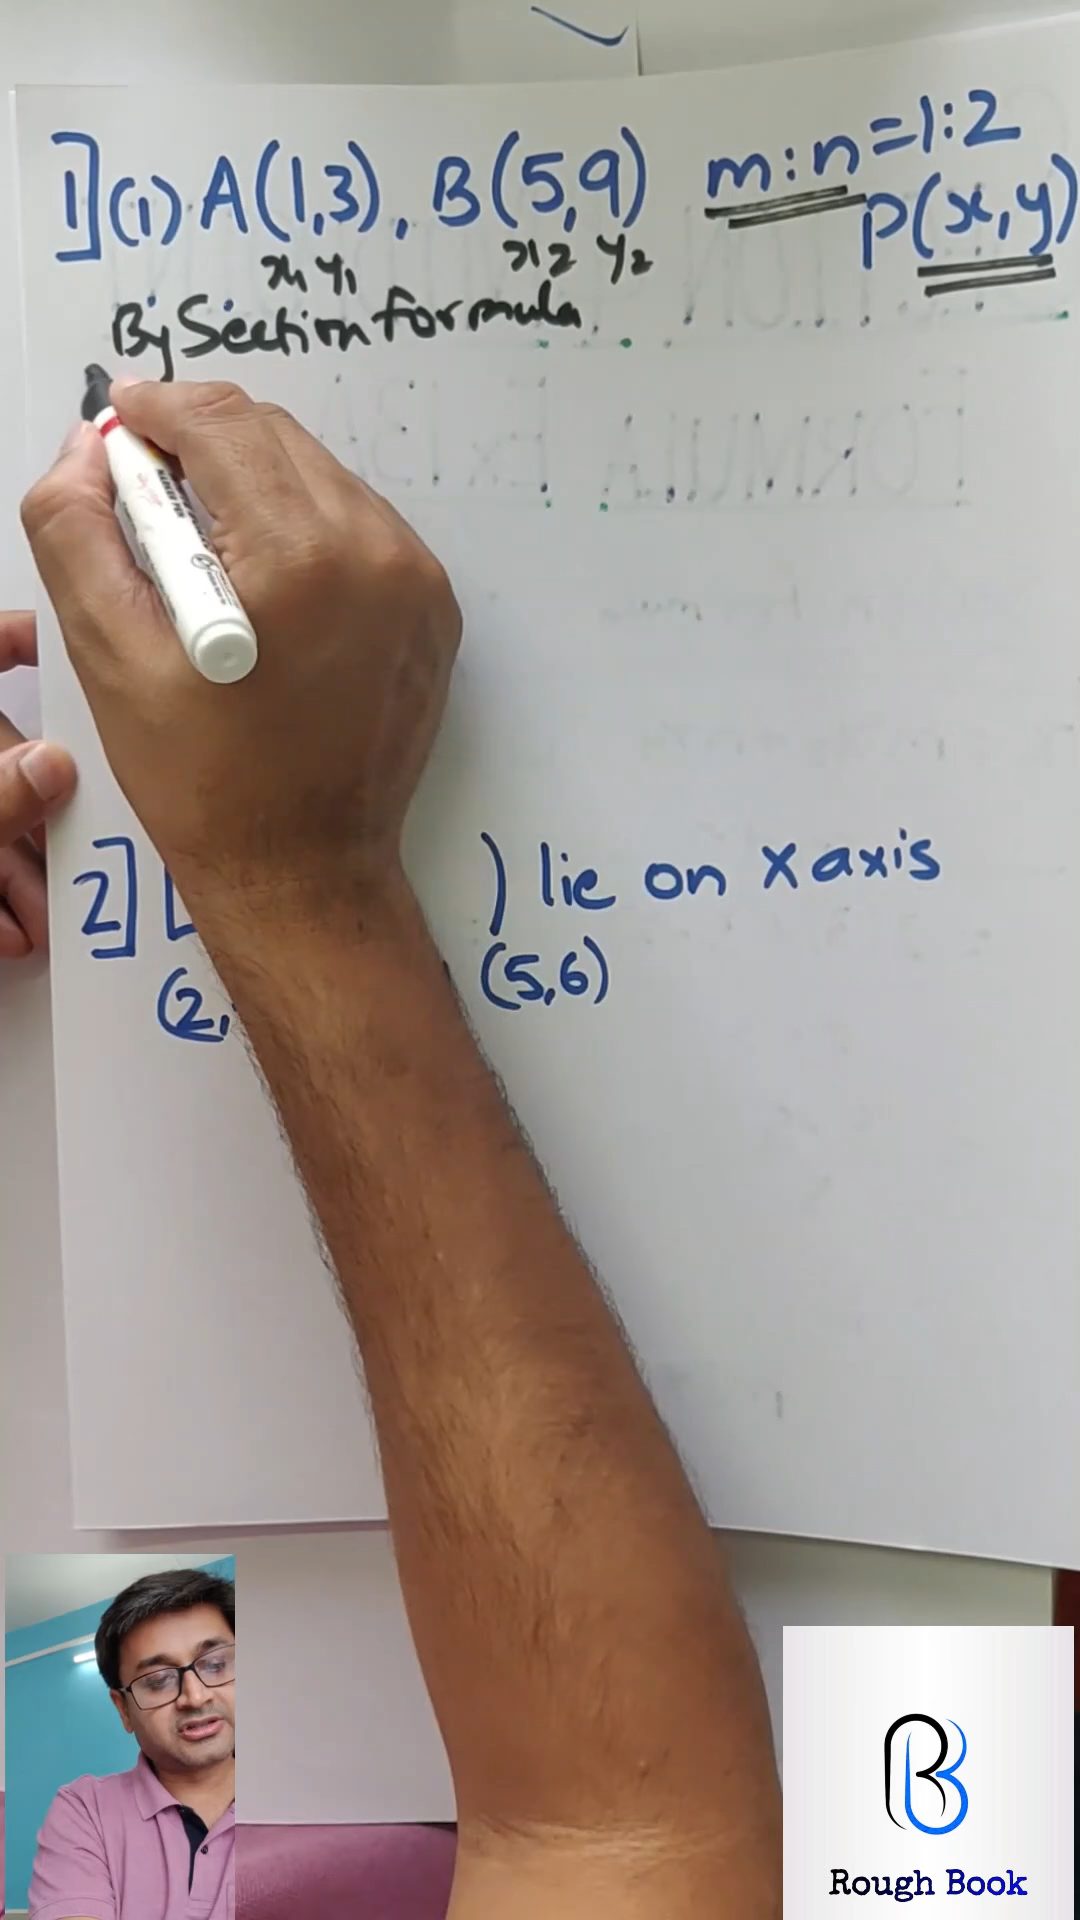 1](1) A(1,3), B(5,9) m:n=1:2
P(x,y)
x1 y1 x2 y2
By Section formula
2] ) lie on x axis
(2, (5,6)
B
Rough Book